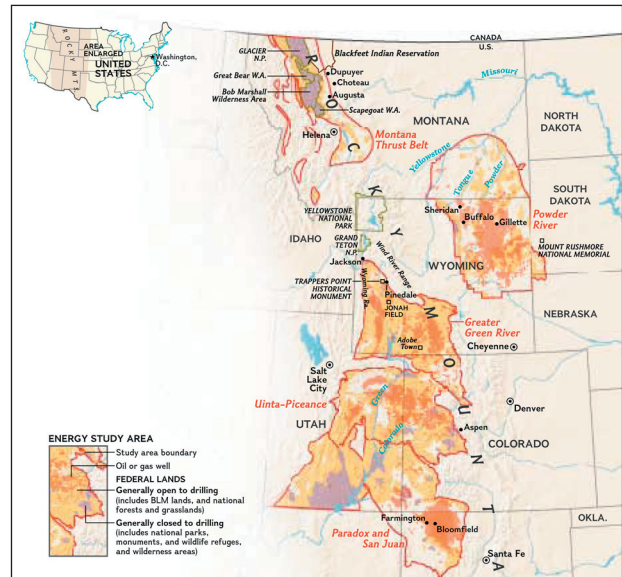 CANADA
U.S.
ROCKY MTS.
AREA
ENLARGED
UNITED
STATES
Washington,
D.C.
GLACIER
N.P.
Blackfeet Indian Reservation
Great Bear W.A.
Bob Marshall
Wilderness Area
Dupuyer
Choteau
Augusta
Scapegoat W.A.
Missouri
MONTANA
NORTH
DAKOTA
Helena
Montana
Thrust Belt
Yellowstone
Tongue
Powder
SOUTH
DAKOTA
YELLOWSTONE
NATIONAL
PARK
Sheridan
Buffalo
Gillette
Powder
River
IDAHO
GRAND
TETON
N.P.
Jackson
Wind River Range
WYOMING
MOUNT RUSHMORE
NATIONAL MEMORIAL
TRAPPERS POINT
HISTORICAL
MONUMENT
Wyoming Ra.
Pinedale
JONAH
FIELD
NEBRASKA
Greater
Green River
Adobe
Town
Cheyenne
Salt
Lake
City
Uinta-Piceance
Green
Denver
UTAH
Colorado
Aspen
COLORADO
ROCKY MOUNTA
ENERGY STUDY AREA
Study area boundary
Oil or gas well
FEDERAL LANDS
Generally open to drilling
(includes BLM lands, and national
forests and grasslands)
Generally closed to drilling
(includes national parks,
monuments, and wildlife refuges,
and wilderness areas)
Farmington
Bloomfield
Paradox and
San Juan
OKLA.
Santa Fe